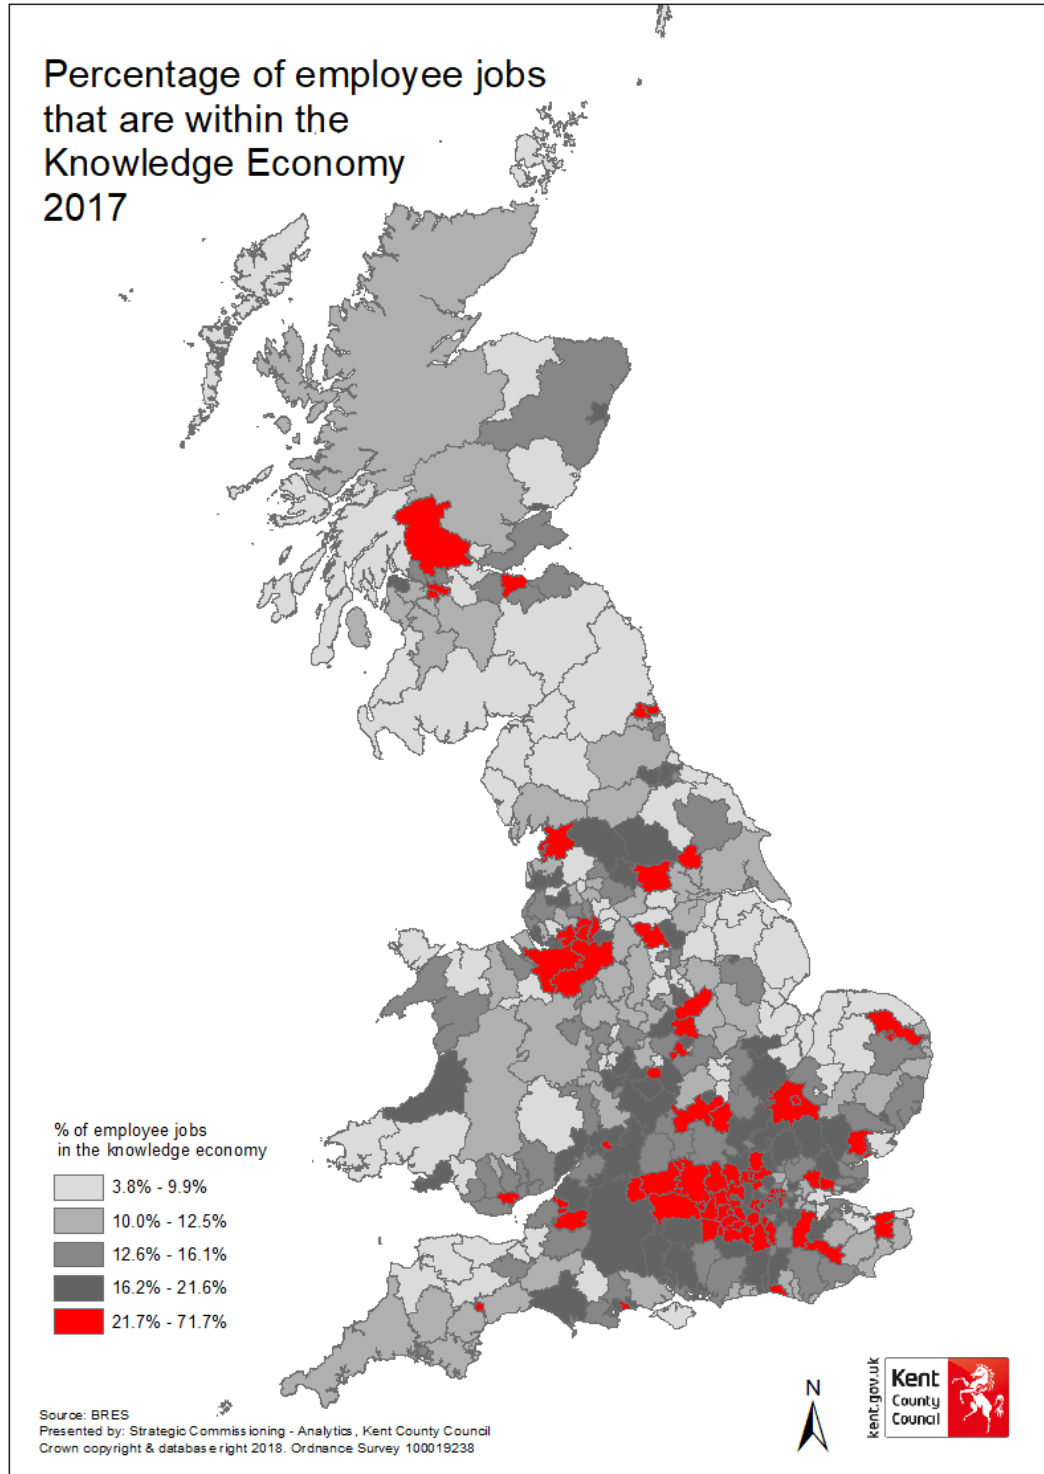 Percentage of employee jobs
that are within the
Knowledge Economy
2017
% of employee jobs
in the knowledge economy
3.8% - 9.9%
10.0% - 12.5%
12.6% - 16.1%
16.2% - 21.6%
21.7% - 71.7%
Source: BRES
Presented by: Strategic Commissioning - Analytics, Kent County Council
Crown copyright & database right 2018. Ordnance Survey 100019238
N
kent.gov.uk
Kent
County
Council